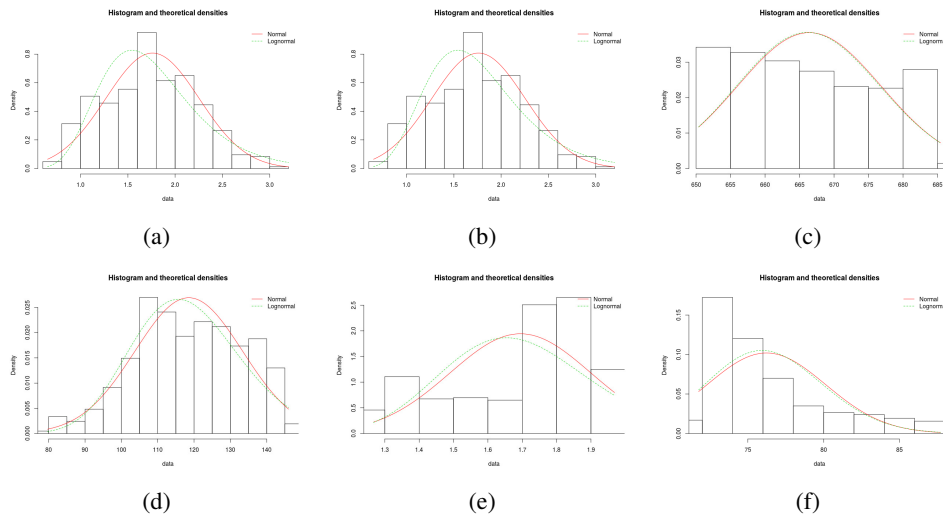 Histogram and theoretical densities
Normal
Lognormal
Density
0.0 0.2 0.4 0.6 0.8
1.0 1.5 2.0 2.5 3.0
data
(a)
Histogram and theoretical densities
Normal
Lognormal
Density
0.0 0.2 0.4 0.6 0.8
1.0 1.5 2.0 2.5 3.0
data
(b)
Histogram and theoretical densities
Normal
Lognormal
Density
0.00 0.01 0.02 0.03
650 655 660 665 670 675 680 685
data
(c)
Histogram and theoretical densities
Normal
Lognormal
Density
0.000 0.005 0.010 0.015 0.020 0.025
80 90 100 110 120 130 140
data
(d)
Histogram and theoretical densities
Normal
Lognormal
Density
0.0 0.5 1.0 1.5 2.0 2.5
1.3 1.4 1.5 1.6 1.7 1.8 1.9
data
(e)
Histogram and theoretical densities
Normal
Lognormal
Density
0.00 0.05 0.10 0.15
75 80 85
data
(f)